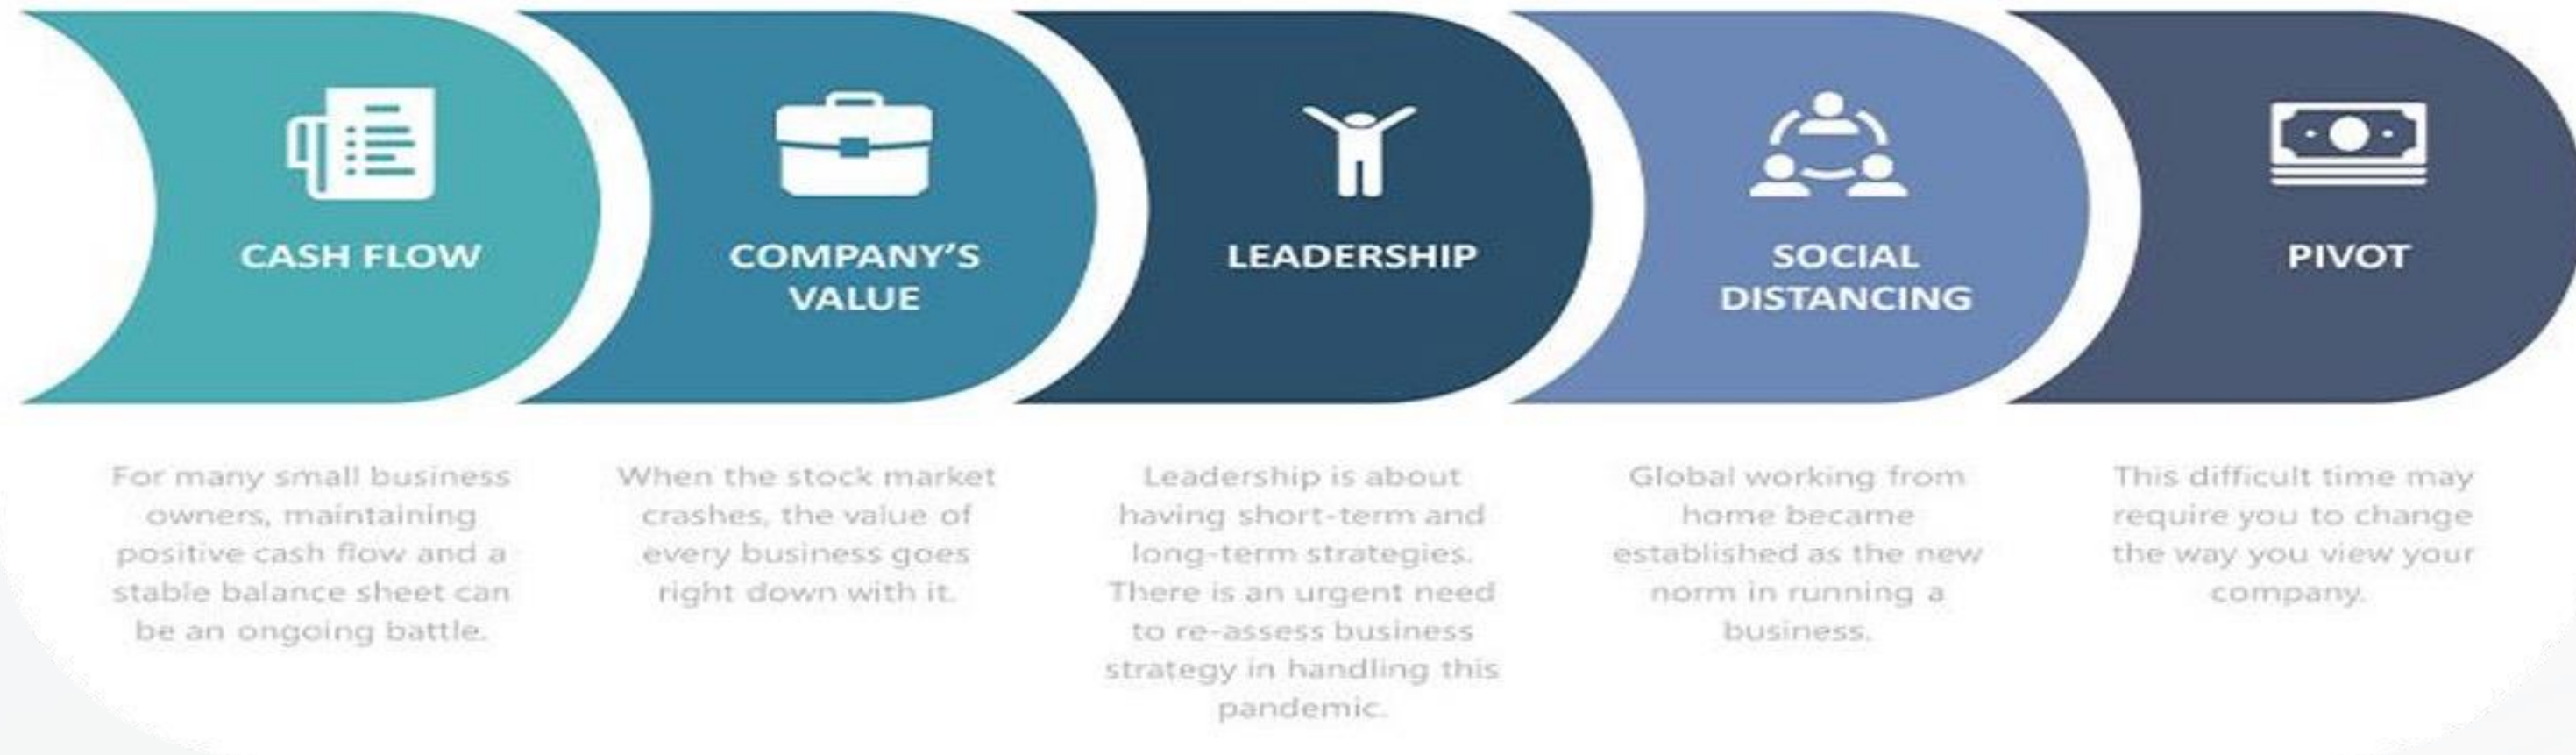 CASH FLOW
For many small business
owners, maintaining
positive cash flow and a
stable balance sheet can
be an ongoing battle.
COMPANY'S
VALUE
When the stock market
crashes, the value of
every business goes
right down with it.
LEADERSHIP
Leadership is about
having short-term and
long-term strategies.
There is an urgent need
to re-assess business
strategy in handling this
pandemic.
SOCIAL
DISTANCING
Global working from
home became
established as the new
norm in running a
business.
PIVOT
This difficult time may
require you to change
the way you view your
company.